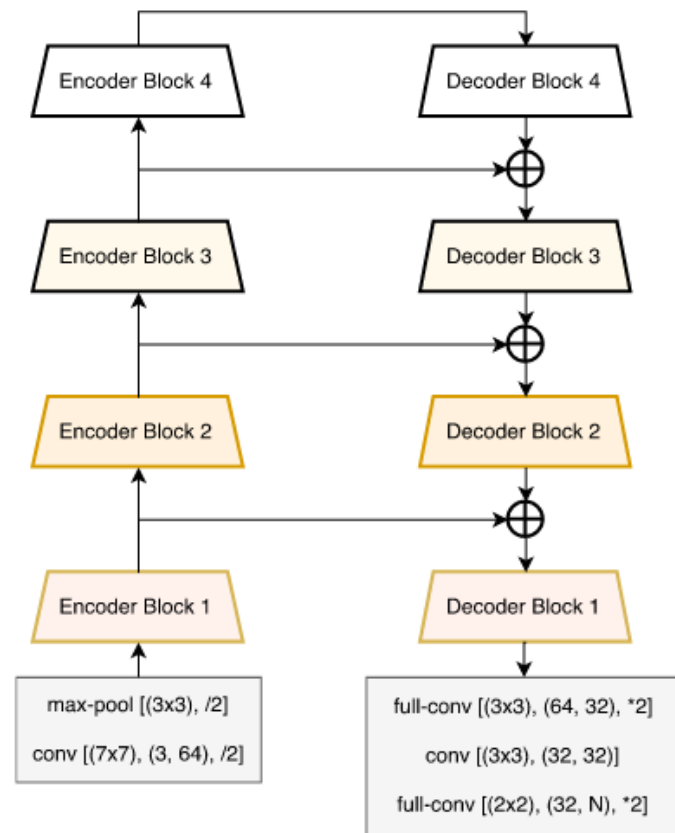 Encoder Block 4
Decoder Block 4
Encoder Block 3
Decoder Block 3
Encoder Block 2
Decoder Block 2
Encoder Block 1
Decoder Block 1
max-pool [(3x3), /2]
conv [(7x7), (3, 64), /2]
full-conv [(3x3), (64, 32), *2]
conv [(3x3), (32, 32)]
full-conv [(2x2), (32, N), *2]